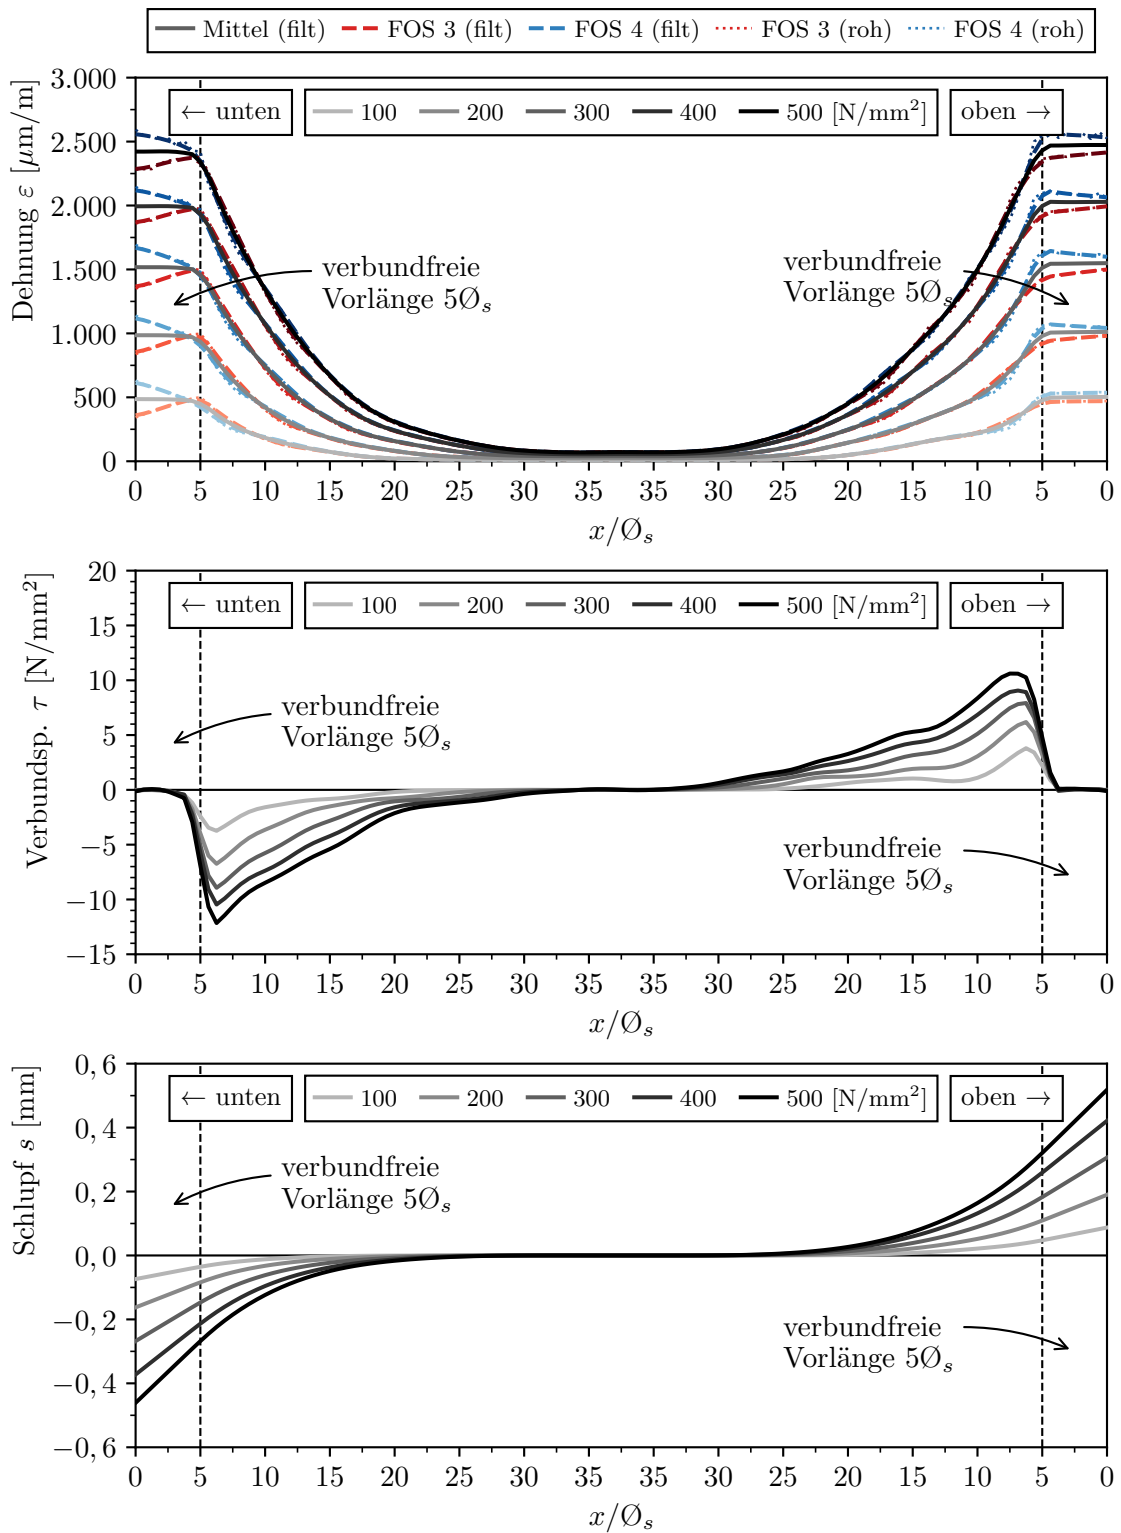 Mittel (filt) FOS 3 (filt) FOS 4 (filt) FOS 3 (roh) FOS 4 (roh)
Dehnung ε [μm/m]
3.000
2.500
2.000
1.500
1.000
500
0
← unten
100 200 300 400 500 [N/mm²]
oben →
verbundfreie
Vorlänge 5Øₛ
verbundfreie
Vorlänge 5Øₛ
0 5 10 15 20 25 30 35 30 25 20 15 10 5 0
x/Øₛ
Verbundsp. τ [N/mm²]
20
15
10
5
0
−5
−10
−15
← unten
100 200 300 400 500 [N/mm²]
oben →
verbundfreie
Vorlänge 5Øₛ
verbundfreie
Vorlänge 5Øₛ
0 5 10 15 20 25 30 35 30 25 20 15 10 5 0
x/Øₛ
Schlupf s [mm]
0,6
0,4
0,2
0,0
−0,2
−0,4
−0,6
← unten
100 200 300 400 500 [N/mm²]
oben →
verbundfreie
Vorlänge 5Øₛ
verbundfreie
Vorlänge 5Øₛ
0 5 10 15 20 25 30 35 30 25 20 15 10 5 0
x/Øₛ